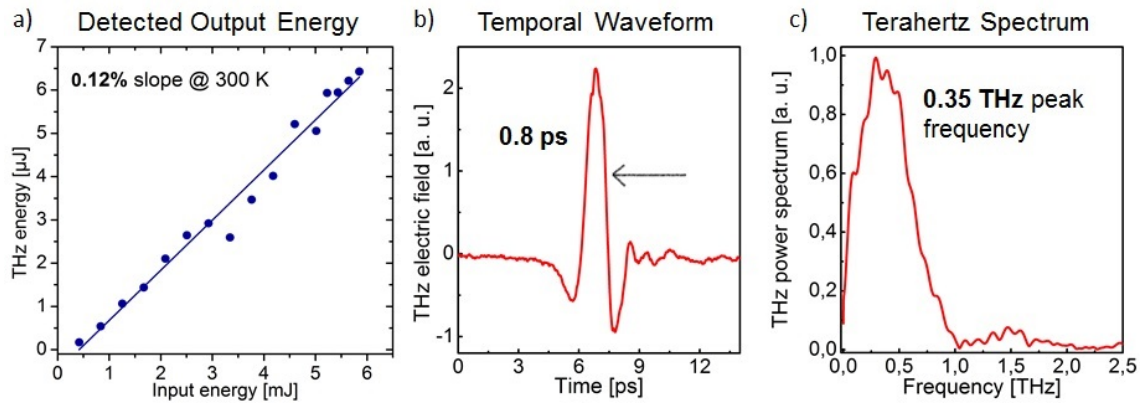 a) Detected Output Energy
7
6
5
4
3
2
1
0
THz energy [µJ]
0.12% slope @ 300 K
0 1 2 3 4 5 6
Input energy [mJ]
b) Temporal Waveform
2
1
0
-1
THz electric field [a. u.]
0.8 ps
0 3 6 9 12
Time [ps]
c) Terahertz Spectrum
1,0
0,8
0,6
0,4
0,2
0,0
THz power spectrum [a. u.]
0.35 THz peak
frequency
0,0 0,5 1,0 1,5 2,0 2,5
Frequency [THz]